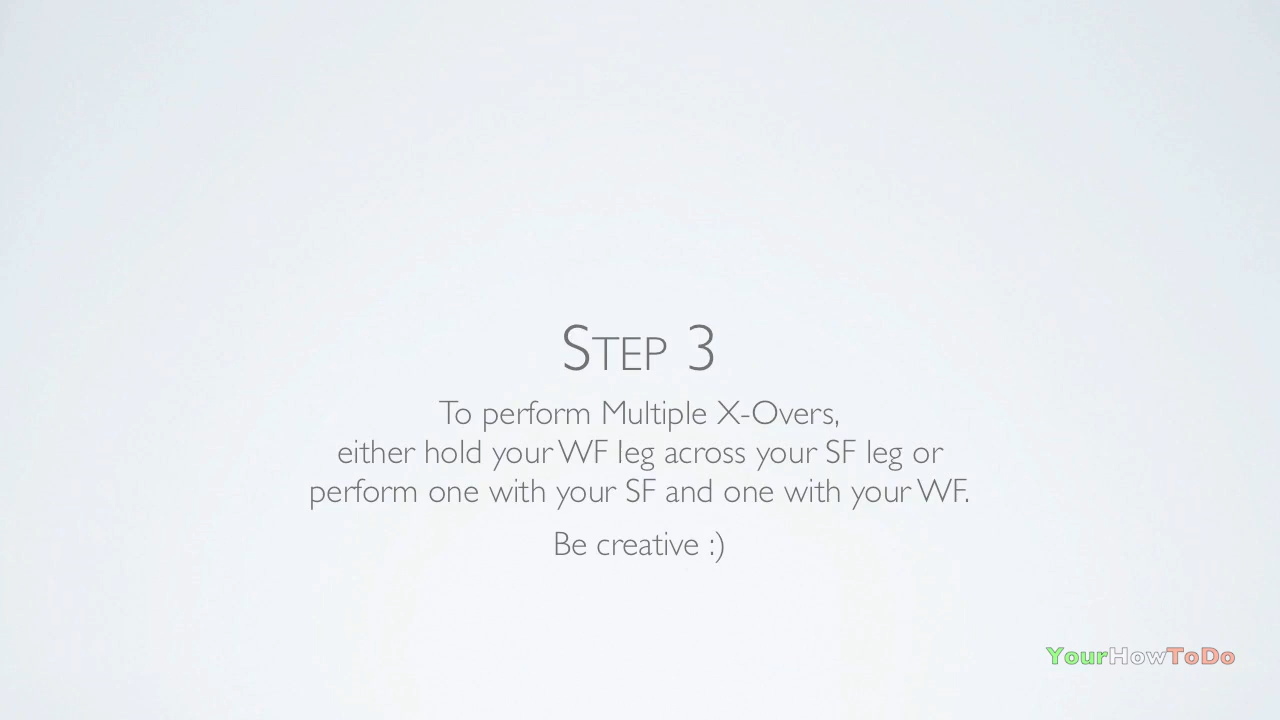 Step 3
To perform Multiple X-Overs,
either hold your WF leg across your SF leg or
perform one with your SF and one with your WF.
Be creative :)
YourHowToDo